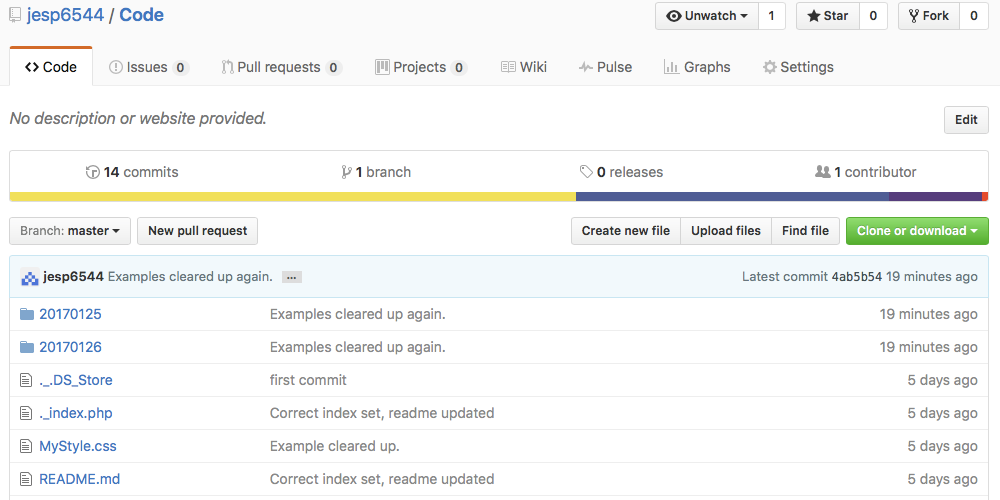 jesp6544 / Code Unwatch 1 Star 0 Fork 0
Code Issues 0 Pull requests 0 Projects 0 Wiki Pulse Graphs Settings
No description or website provided. Edit
14 commits 1 branch 0 releases 1 contributor
Branch: master New pull request Create new file Upload files Find file Clone or download
jesp6544 Examples cleared up again. ... Latest commit 4ab5b54 19 minutes ago
20170125 Examples cleared up again. 19 minutes ago
20170126 Examples cleared up again. 19 minutes ago
._.DS_Store first commit 5 days ago
._index.php Correct index set, readme updated 5 days ago
MyStyle.css Example cleared up. 5 days ago
README.md Correct index set, readme updated 5 days ago